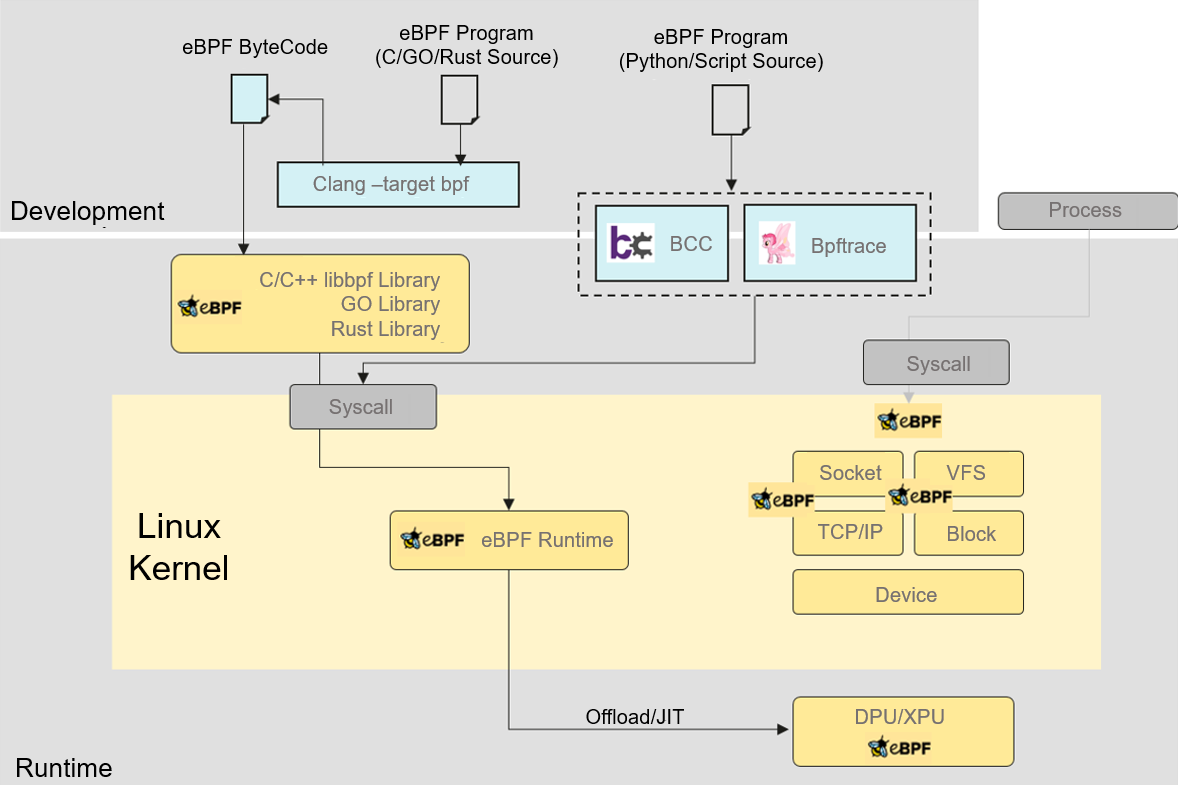 eBPF ByteCode
eBPF Program
(C/GO/Rust Source)
eBPF Program
(Python/Script Source)
Clang –target bpf
Development
Process
bc
BCC
Bpftrace
eBPF
C/C++ libbpf Library
GO Library
Rust Library
Syscall
Syscall
eBPF
Socket
VFS
eBPF
eBPF
TCP/IP
Block
Device
Linux
Kernel
eBPF
eBPF Runtime
Offload/JIT
DPU/XPU
eBPF
Runtime